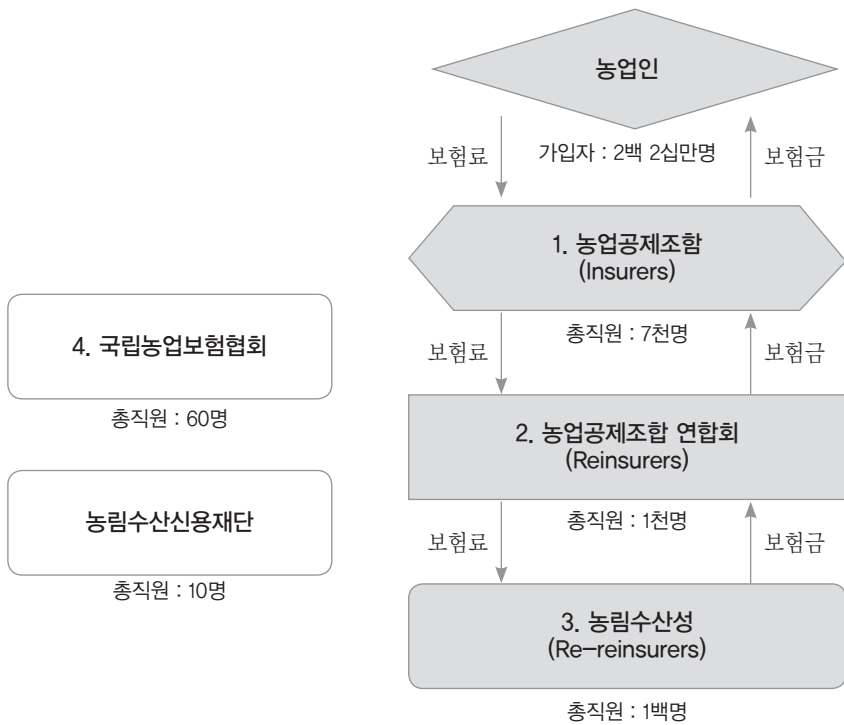 농업인
보험료
가입자 : 2백 2십만명
보험금
1. 농업공제조함
(Insurers)
보험료
총직원 : 7천명
보험금
4. 국립농업보험협회
총직원 : 60명
2. 농업공제조합 연합회
(Reinsurers)
농림수산신용재단
총직원 : 10명
보험료
총직원 : 1천명
보험금
3. 농림수산성
(Re-reinsurers)
총직원 : 1백명